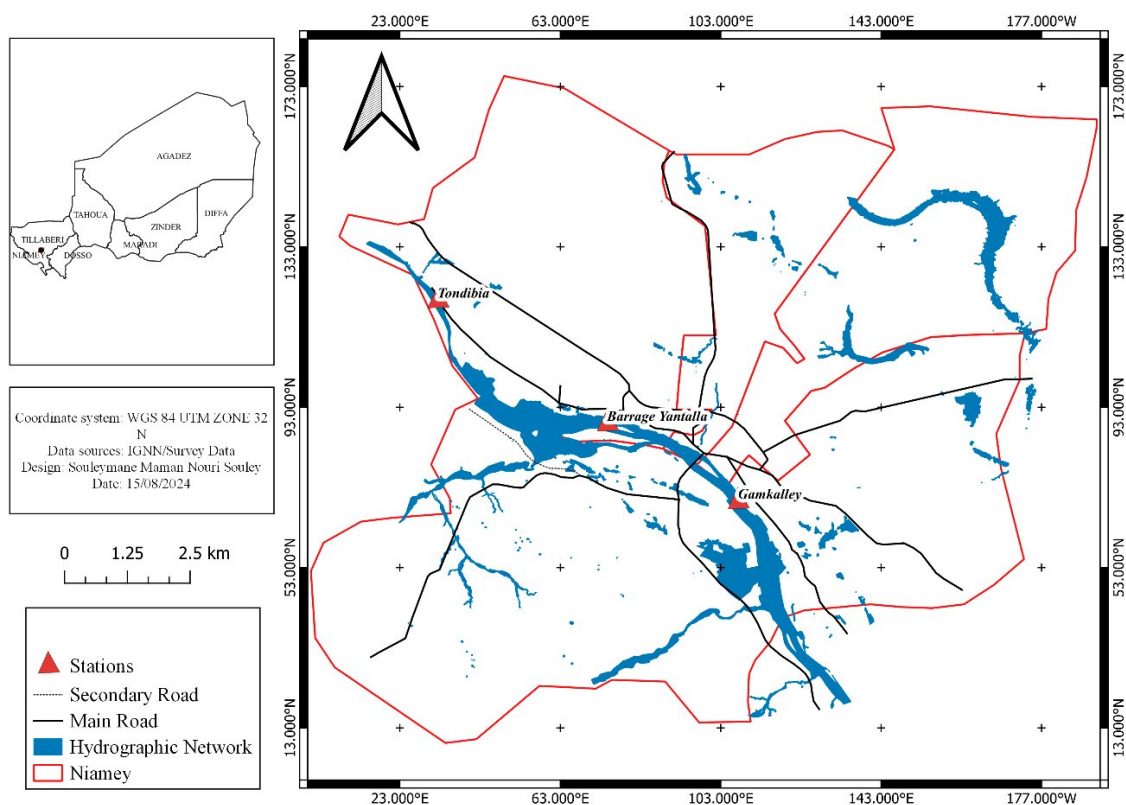 23.000°E 63.000°E 103.000°E 143.000°E 177.000°W
173.000°N
133.000°N
93.000°N
53.000°N
13.000°N
173.000°N
133.000°N
93.000°N
53.000°N
13.000°N
AGADEZ
TAHOUA
DIFFA
ZINDER
TILLABERI
MARADI
NIAMEY
DOSSO
Tondibia
Barrage Yantalla
Gamkalley
Coordinate system: WGS 84 UTM ZONE 32
N
Data sources: IGNN/Survey Data
Design: Souleymane Maman Nouri Souley
Date: 15/08/2024
0 1.25 2.5 km
Stations
Secondary Road
Main Road
Hydrographic Network
Niamey
23.000°E 63.000°E 103.000°E 143.000°E 177.000°W